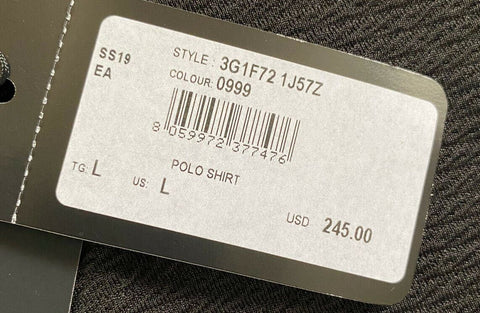 SS19
EA
STYLE : 3G1F72 1J57Z
COLOUR: 0999
8 059972 377476
POLO SHIRT
TG: L
US: L
USD 245.00